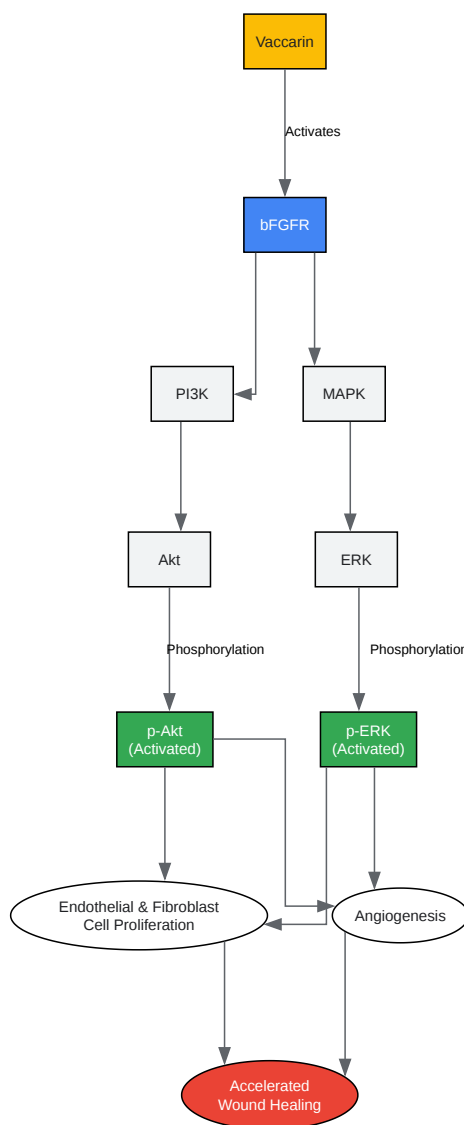 Vaccarin
Activates
bFGFR
PI3K
MAPK
Akt
ERK
Phosphorylation
Phosphorylation
p-Akt
(Activated)
p-ERK
(Activated)
Endothelial & Fibroblast
Cell Proliferation
Angiogenesis
Accelerated
Wound Healing